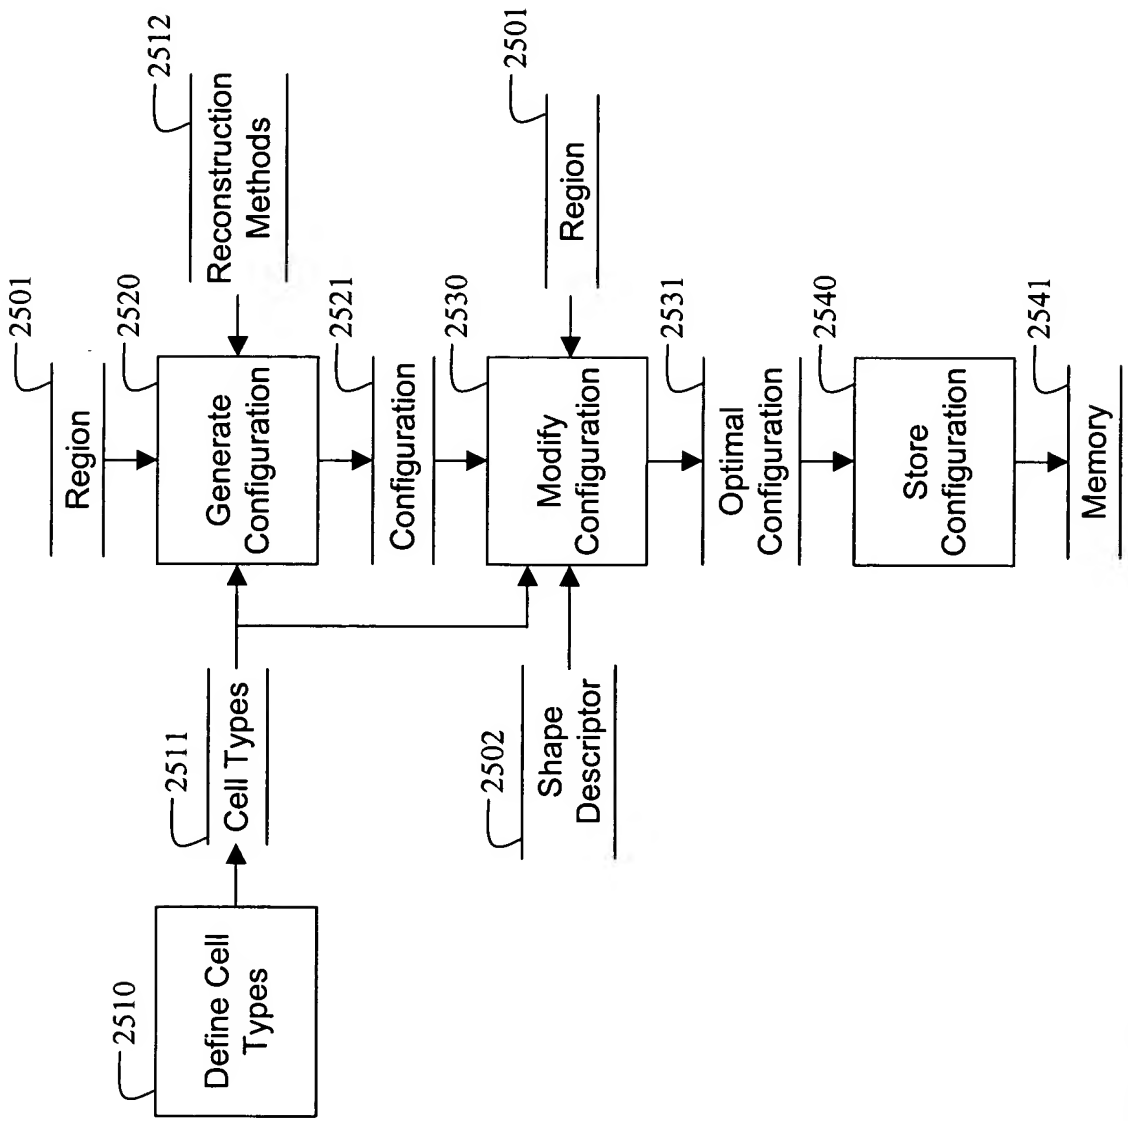 2510
Define Cell
Types
2511
Cell Types
2502
Shape
Descriptor
2501
Region
2520
Generate
Configuration
2512
Reconstruction
Methods
2521
Configuration
2530
Modify
Configuration
2501
Region
2531
Optimal
Configuration
2540
Store
Configuration
2541
Memory